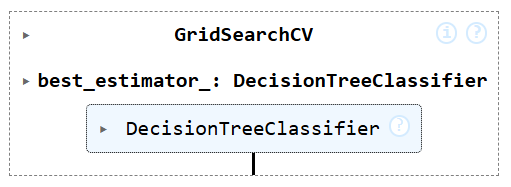 ▸ GridSearchCV i ?
▸ best_estimator_: DecisionTreeClassifier
▸ DecisionTreeClassifier ?